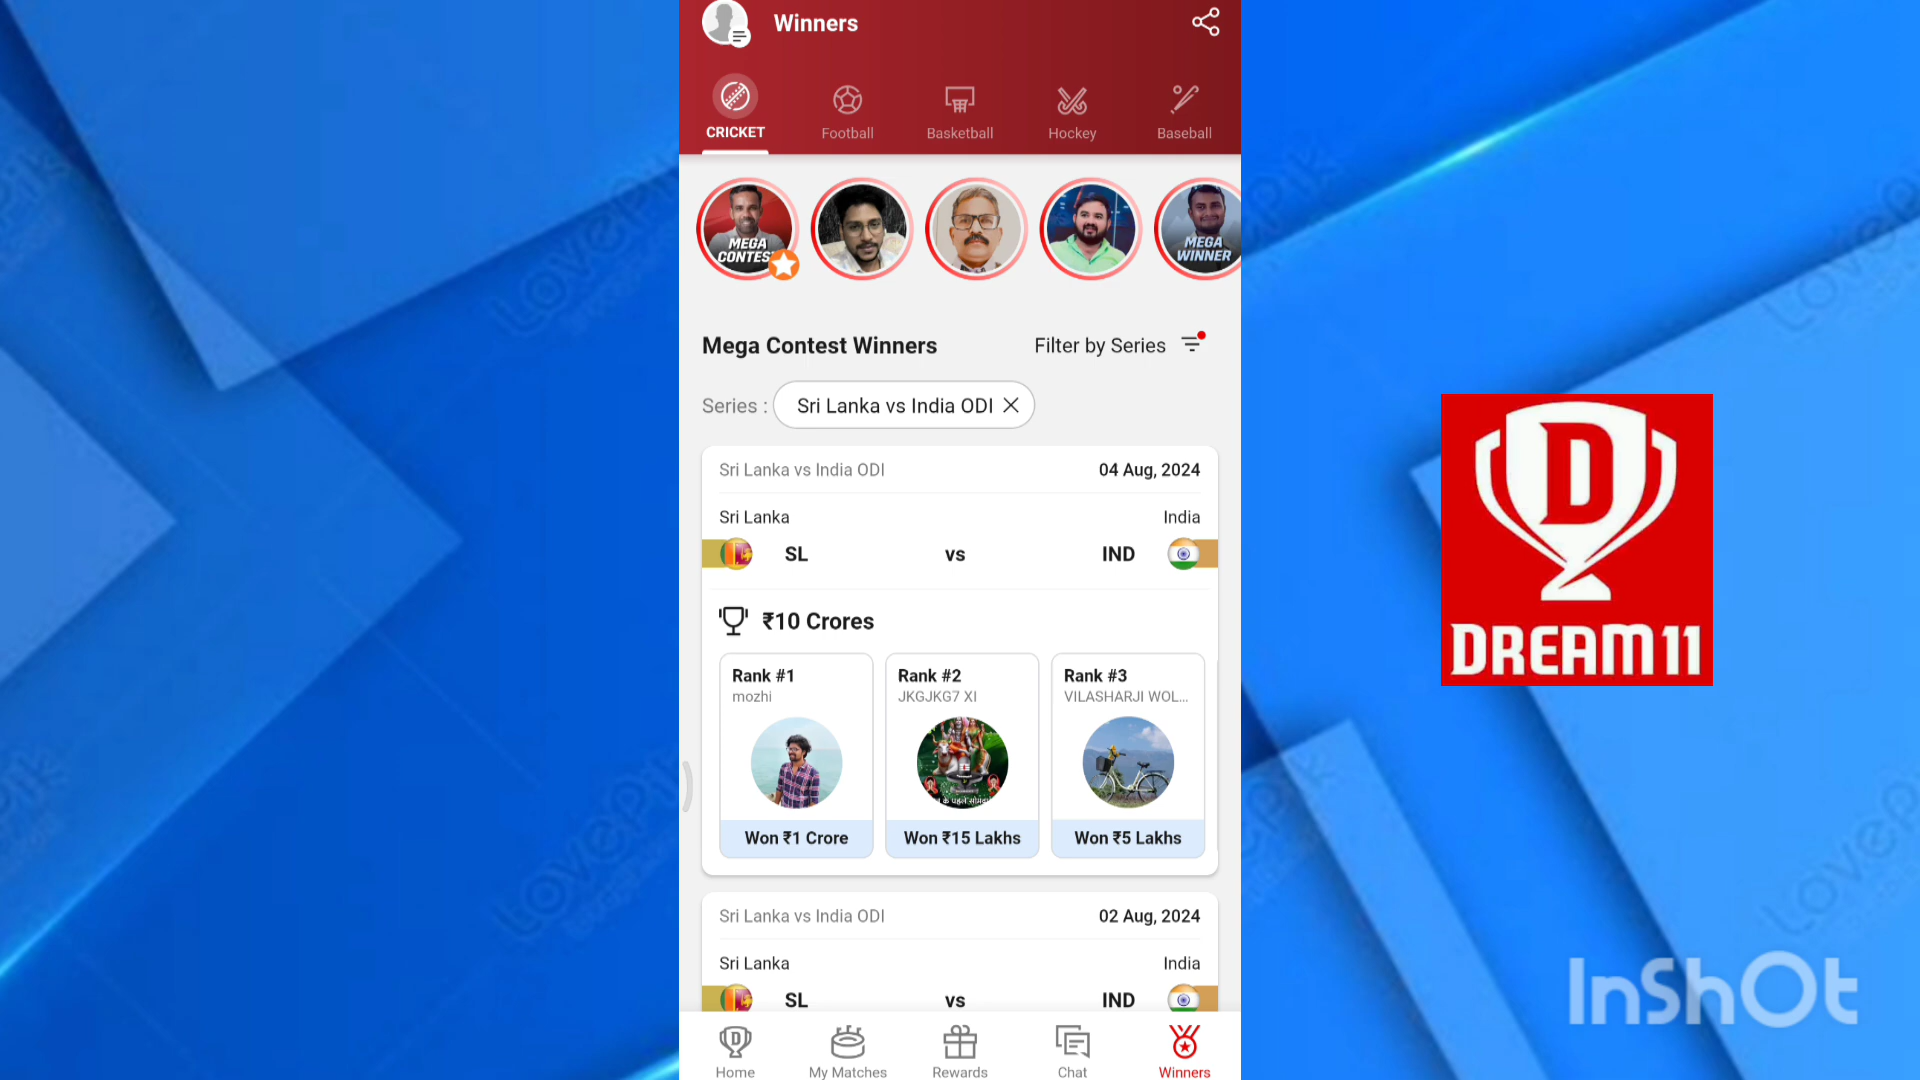 Winners
CRICKET
Football
Basketball
Hockey
Baseball
MEGA
CONTEST
MEGA
WINNER
Mega Contest Winners
Filter by Series
Series :
Sri Lanka vs India ODI
Sri Lanka vs India ODI
04 Aug, 2024
Sri Lanka
India
SL
vs
IND
₹10 Crores
Rank #1
mozhi
Won ₹1 Crore
Rank #2
JKGJKG7 XI
Won ₹15 Lakhs
Rank #3
VILASHARJI WOL...
Won ₹5 Lakhs
Sri Lanka vs India ODI
02 Aug, 2024
Sri Lanka
India
SL
vs
IND
Home
My Matches
Rewards
Chat
Winners
D
DREAM11
InShOt